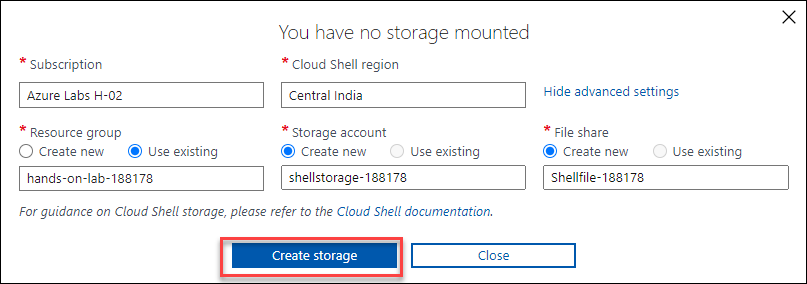 You have no storage mounted
* Subscription
* Cloud Shell region
Azure Labs H-02
Central India
Hide advanced settings
* Resource group
* Storage account
* File share
Create new Use existing
Create new Use existing
Create new Use existing
hands-on-lab-188178
shellstorage-188178
Shellfile-188178
For guidance on Cloud Shell storage, please refer to the Cloud Shell documentation.
Create storage
Close